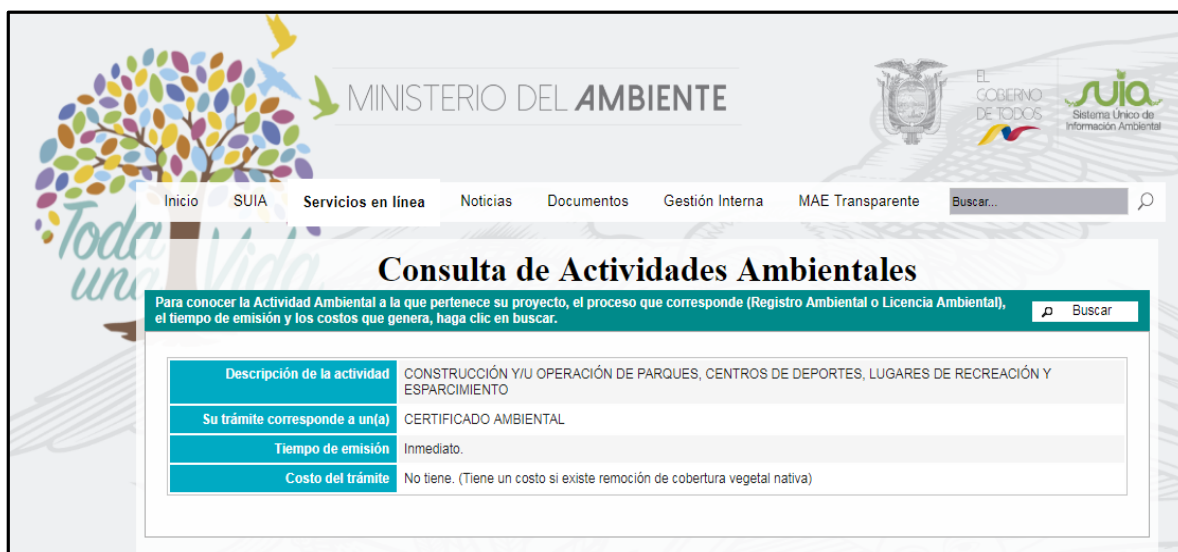 MINISTERIO DEL AMBIENTE
EL
GOBIERNO
DE TODOS
suia
Sistema Único de
Información Ambiental
Inicio SUIA Servicios en línea Noticias Documentos Gestión Interna MAE Transparente Buscar...
Toda
una Vida
Consulta de Actividades Ambientales
Para conocer la Actividad Ambiental a la que pertenece su proyecto, el proceso que corresponde (Registro Ambiental o Licencia Ambiental),
el tiempo de emisión y los costos que genera, haga clic en buscar.
Buscar
Descripción de la actividad CONSTRUCCIÓN Y/U OPERACIÓN DE PARQUES, CENTROS DE DEPORTES, LUGARES DE RECREACIÓN Y
ESPARCIMIENTO
Su trámite corresponde a un(a) CERTIFICADO AMBIENTAL
Tiempo de emisión Inmediato.
Costo del trámite No tiene. (Tiene un costo si existe remoción de cobertura vegetal nativa)